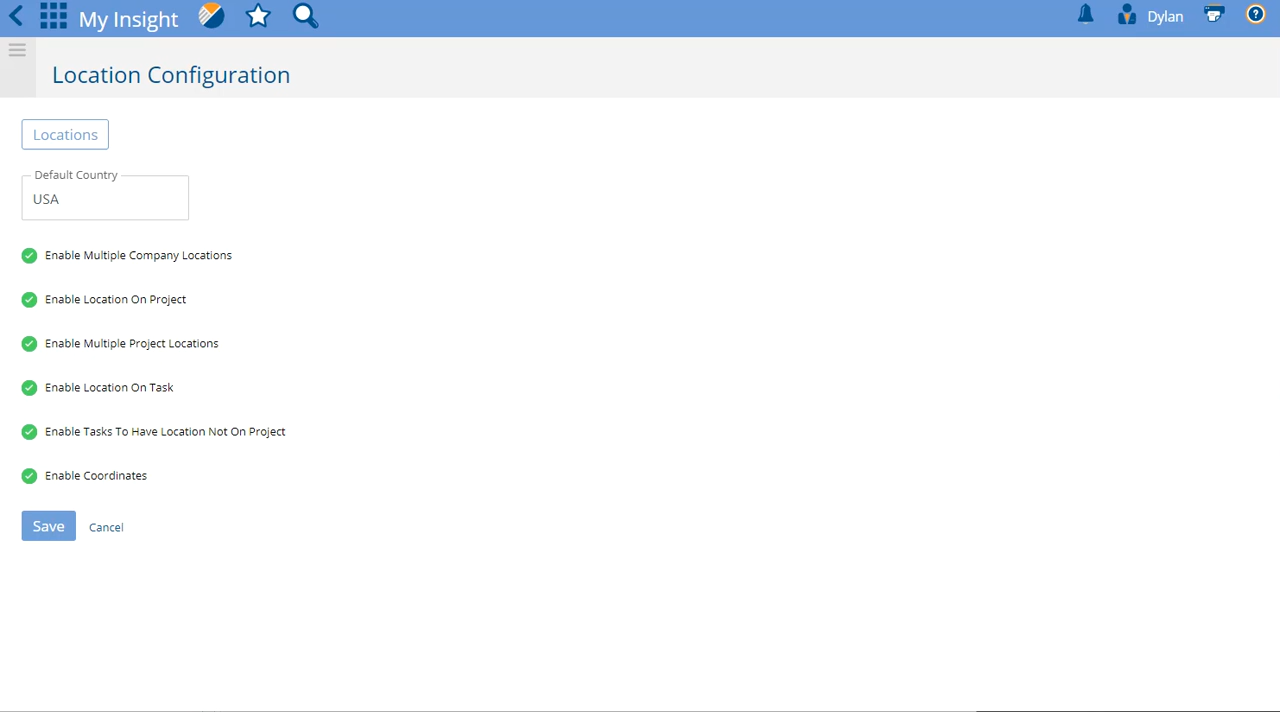 My Insight
Dylan
?
Location Configuration
Locations
Default Country
USA
Enable Multiple Company Locations
Enable Location On Project
Enable Multiple Project Locations
Enable Location On Task
Enable Tasks To Have Location Not On Project
Enable Coordinates
Save Cancel